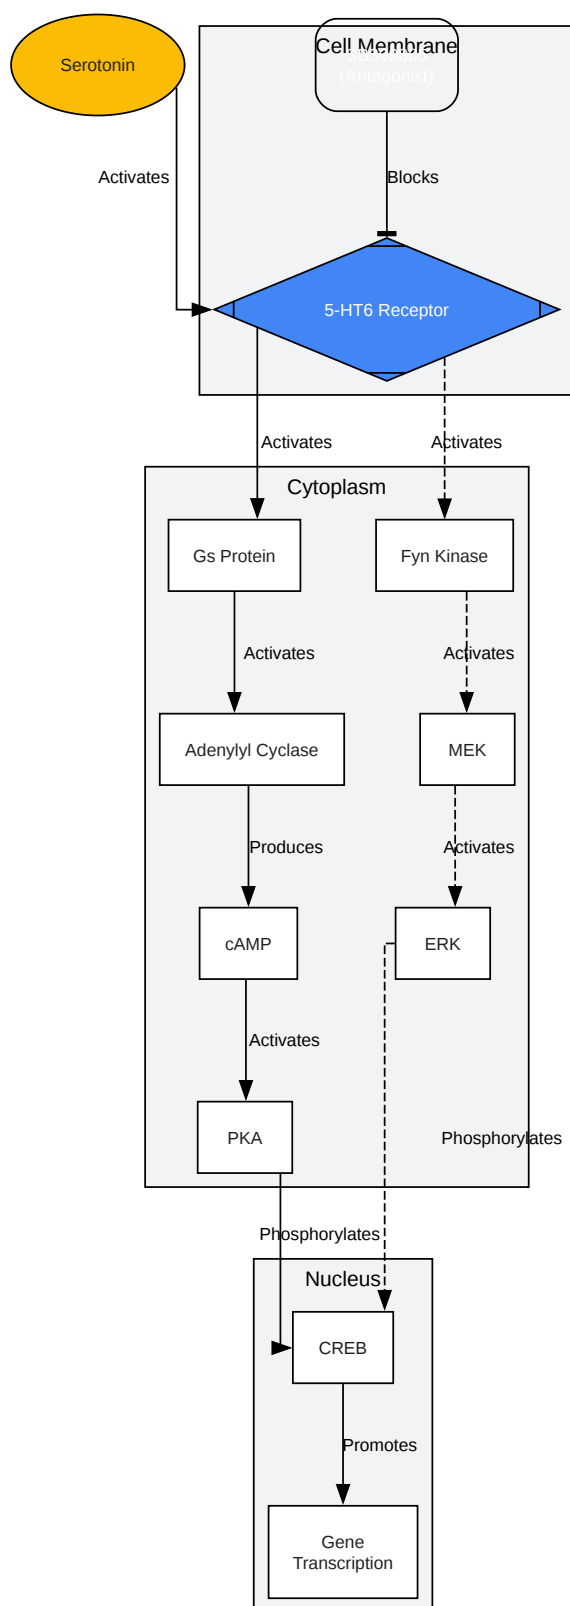 Serotonin
Cell Membrane
(Antagonist)
Activates
Blocks
5-HT6 Receptor
Activates
Activates
Cytoplasm
Gs Protein
Fyn Kinase
Activates
Activates
Adenylyl Cyclase
MEK
Produces
Activates
cAMP
ERK
Activates
PKA
Phosphorylates
Phosphorylates
Nucleus
CREB
Promotes
Gene
Transcription